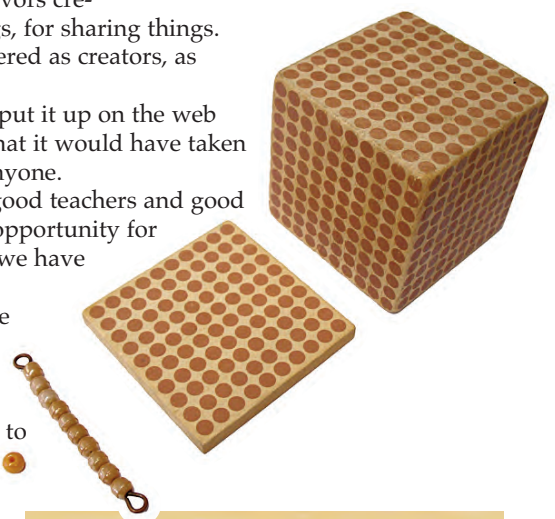 vors cre-
gs, for sharing things.
ered as creators, as
put it up on the web
hat it would have taken
nyone.
good teachers and good
opportunity for
we have
e
to